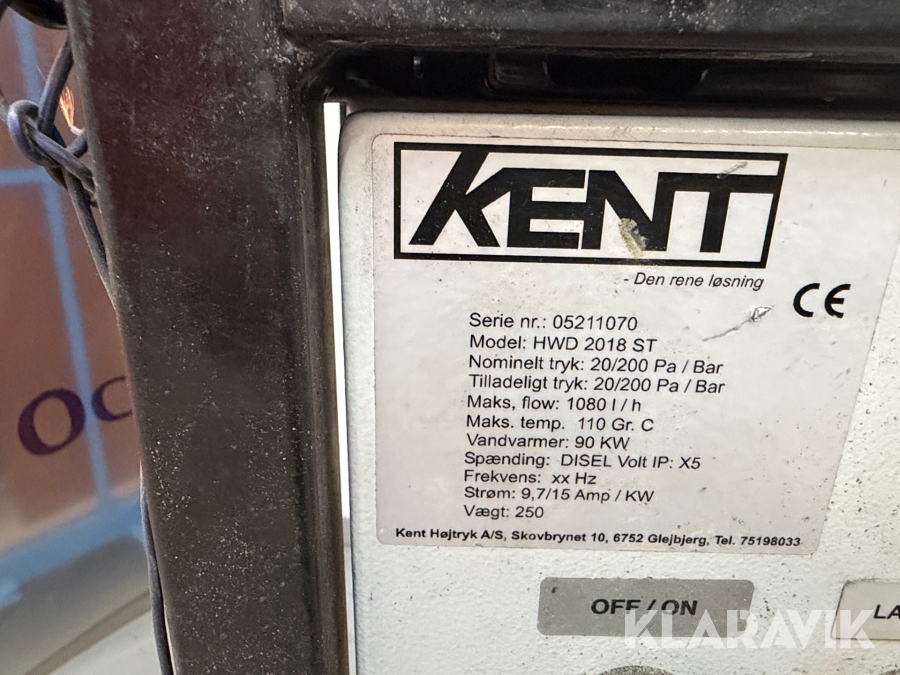 KENT
- Den rene løsning
CE
Serie nr.: 05211070
Model: HWD 2018 ST
Nominelt tryk: 20/200 Pa / Bar
Tilladeligt tryk: 20/200 Pa / Bar
Maks, flow: 1080 l / h
Maks. temp. 110 Gr. C
Vandvarmer: 90 KW
Spænding: DISEL Volt IP: X5
Frekvens: xx Hz
Strøm: 9,7/15 Amp / KW
Vægt: 250
Kent Højtryk A/S, Skovbrynet 10, 6752 Glejbjerg, Tel. 75198033
OFF / ON
LA
KLARAVIK
Oc